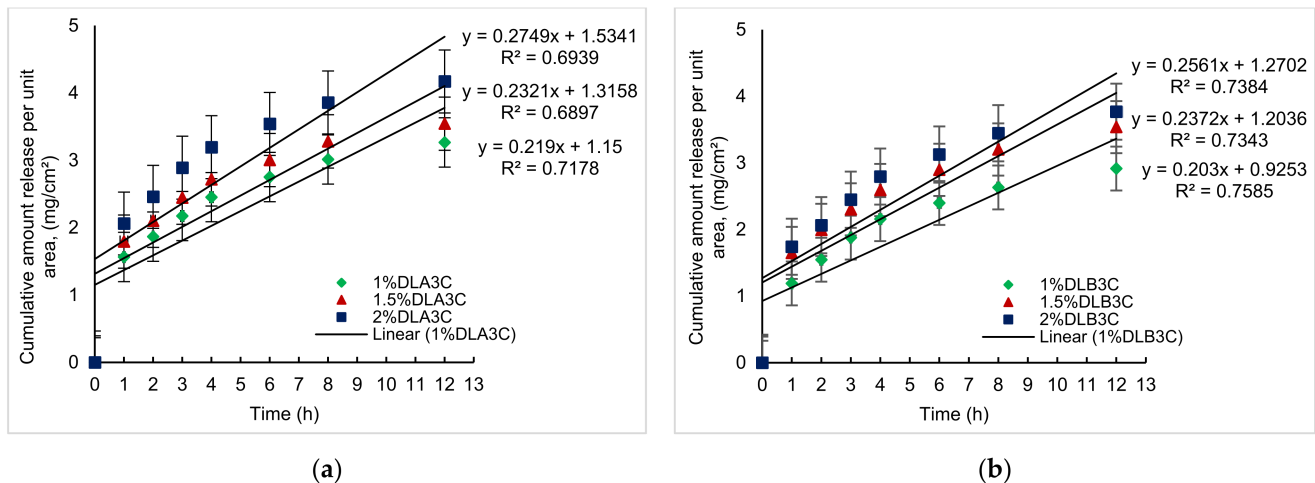 5
4
3
2
1
0
Cumulative amount release per unit
area, (mg/cm²)
y = 0.2749x + 1.5341
R² = 0.6939
y = 0.2321x + 1.3158
R² = 0.6897
y = 0.219x + 1.15
R² = 0.7178
1%DLA3C
1.5%DLA3C
2%DLA3C
Linear (1%DLA3C)
0 1 2 3 4 5 6 7 8 9 10 11 12 13
Time (h)
(a)
5
4
3
2
1
0
Cumulative amount release per unit
area, (mg/cm²)
y = 0.2561x + 1.2702
R² = 0.7384
y = 0.2372x + 1.2036
R² = 0.7343
y = 0.203x + 0.9253
R² = 0.7585
1%DLB3C
1.5%DLB3C
2%DLB3C
Linear (1%DLB3C)
0 1 2 3 4 5 6 7 8 9 10 11 12 13
Time (h)
(b)